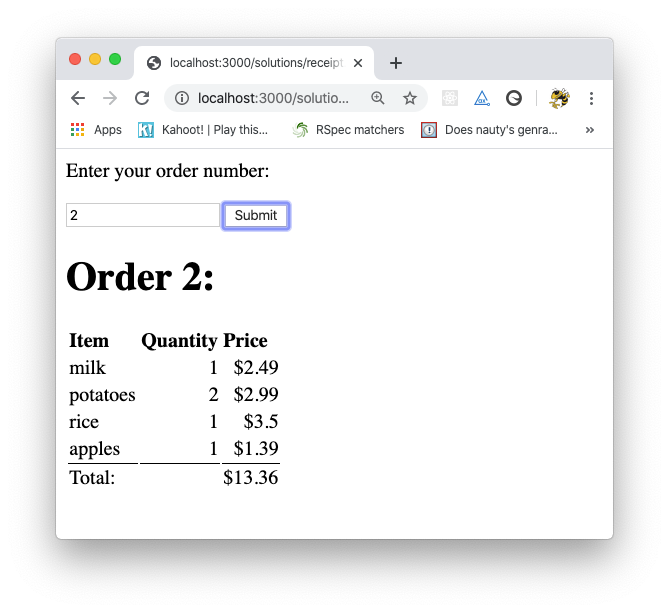 localhost:3000/solutions/receipt
localhost:3000/solutio...
Apps Kahoot! | Play this... RSpec matchers Does nauty's genra... »
Enter your order number:
2 Submit
Order 2:
Item Quantity Price
milk 1 $2.49
potatoes 2 $2.99
rice 1 $3.5
apples 1 $1.39
Total: $13.36